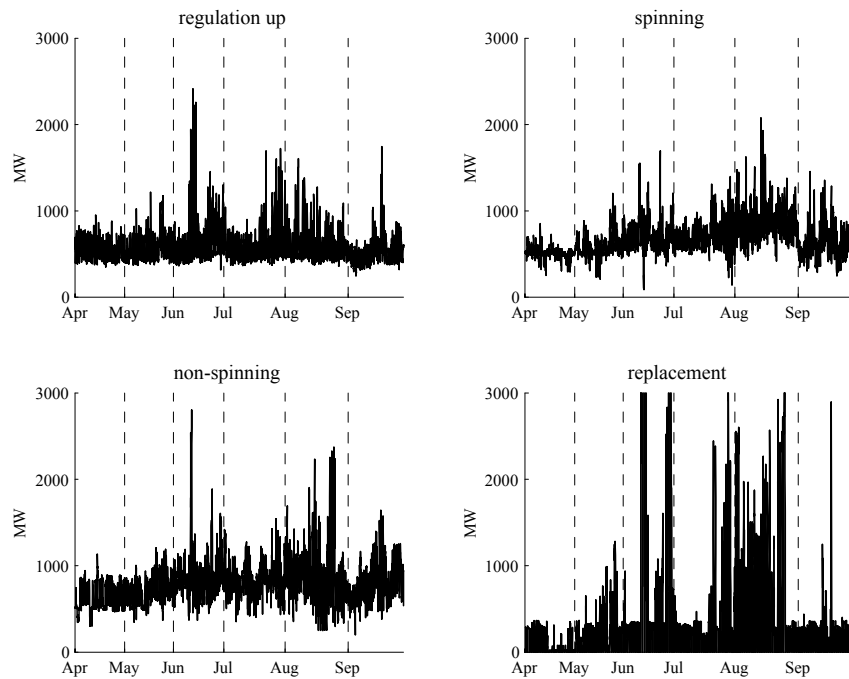 regulation up
3000
2000
1000
0
MW
Apr May Jun Jul Aug Sep
spinning
3000
2000
1000
0
MW
Apr May Jun Jul Aug Sep
non-spinning
3000
2000
1000
0
MW
Apr May Jun Jul Aug Sep
replacement
3000
2000
1000
0
MW
Apr May Jun Jul Aug Sep